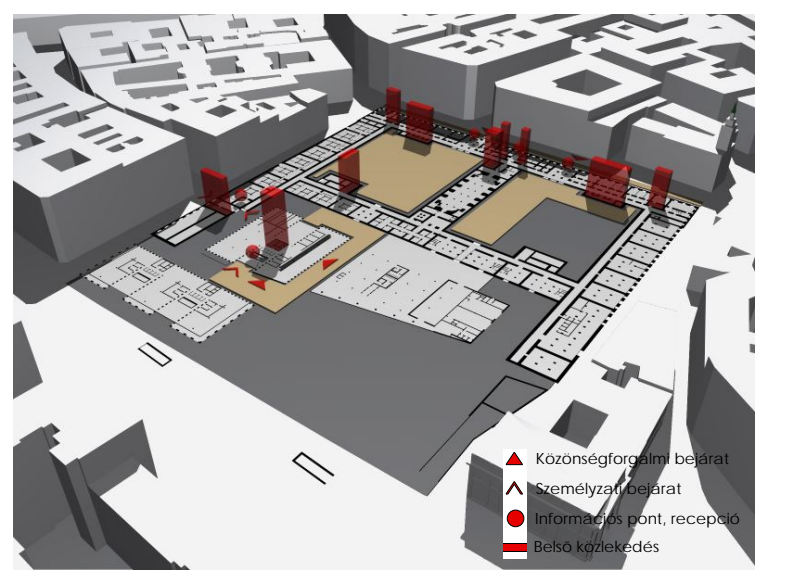 Közönségforgalmi bejárat
Személyzati bejárat
Információs pont, recepció
Belső közlekedés